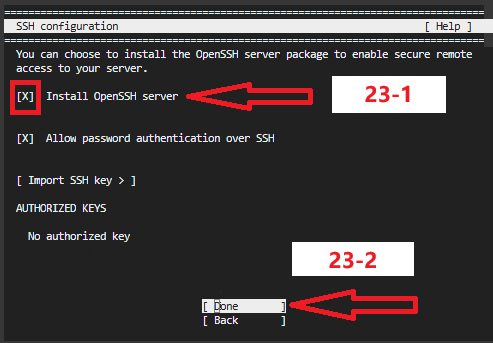 SSH configuration [ Help ]
You can choose to install the OpenSSH server package to enable secure remote
access to your server.
[X] Install OpenSSH server
23-1
[X] Allow password authentication over SSH
[ Import SSH key > ]
AUTHORIZED KEYS
No authorized key
23-2
[ Done ]
[ Back ]